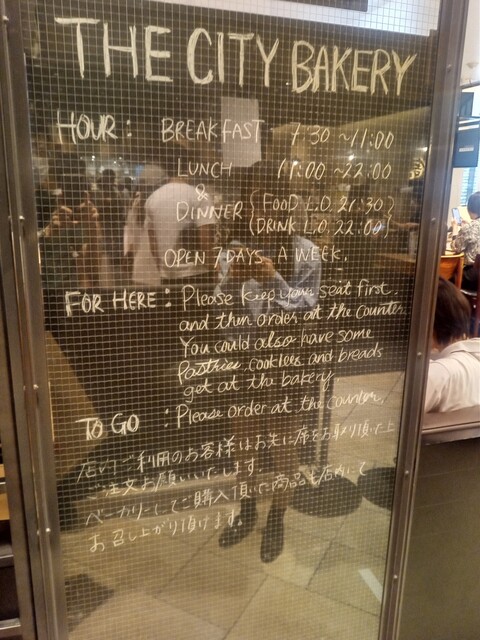 THE CITY BAKERY
HOUR: BREAKFAST 7:30 ~11:00
LUNCH 11:00 ~22:00
&
DINNER (FOOD L.O. 21:30)
(DRINK L.O. 22:00)
OPEN 7 DAYS A WEEK.
FOR HERE: Please keep your seat first.
and then order at the counter.
You could also have some
Pastries cookies and breads
get at the bakery.
TO GO : Please order at the counter.
ご利用のお客様はお先に席をお取り頂いた上
ご注文お願いいたします。
ベーカリーにてご購入頂いた商品も店内にて
お召し上がり頂けます。